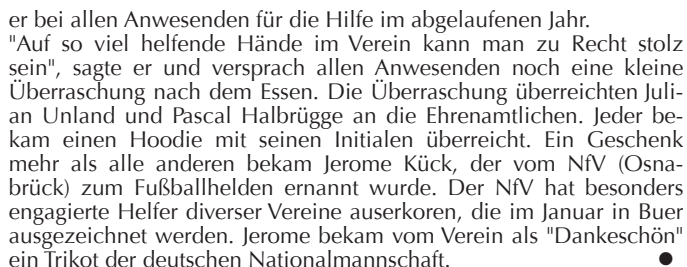 er bei allen Anwesenden für die Hilfe im abgelaufenen Jahr.
"Auf so viel helfende Hände im Verein kann man zu Recht stolz
sein", sagte er und versprach allen Anwesenden noch eine kleine
Überraschung nach dem Essen. Die Überraschung überreichten Juli-
an Unland und Pascal Halbrügge an die Ehrenamtlichen. Jeder be-
kam einen Hoodie mit seinen Initialen überreicht. Ein Geschenk
mehr als alle anderen bekam Jerome Kück, der vom NfV (Osna-
brück) zum Fußballhelden ernannt wurde. Der NfV hat besonders
engagierte Helfer diverser Vereine auserkoren, die im Januar in Buer
ausgezeichnet werden. Jerome bekam vom Verein als "Dankeschön"
ein Trikot der deutschen Nationalmannschaft. ●